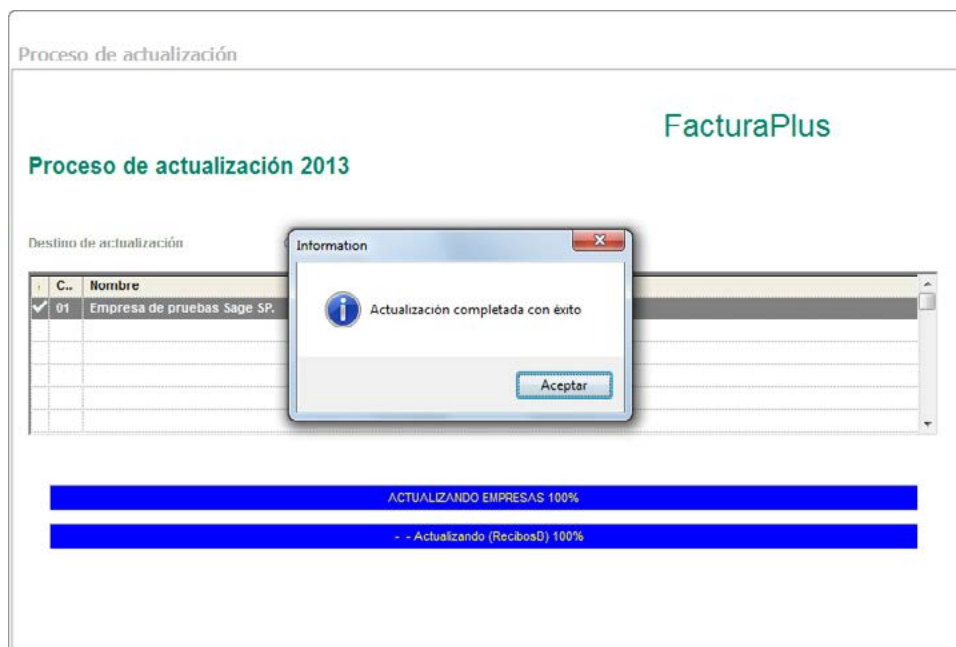 Proceso de actualización
FacturaPlus
Proceso de actualización 2013
Destino de actualización
Information
Actualización completada con éxito
Aceptar
C.. Nombre
01 Empresa de pruebas Sage SP.
ACTUALIZANDO EMPRESAS 100%
- - Actualizando (RecibosD) 100%